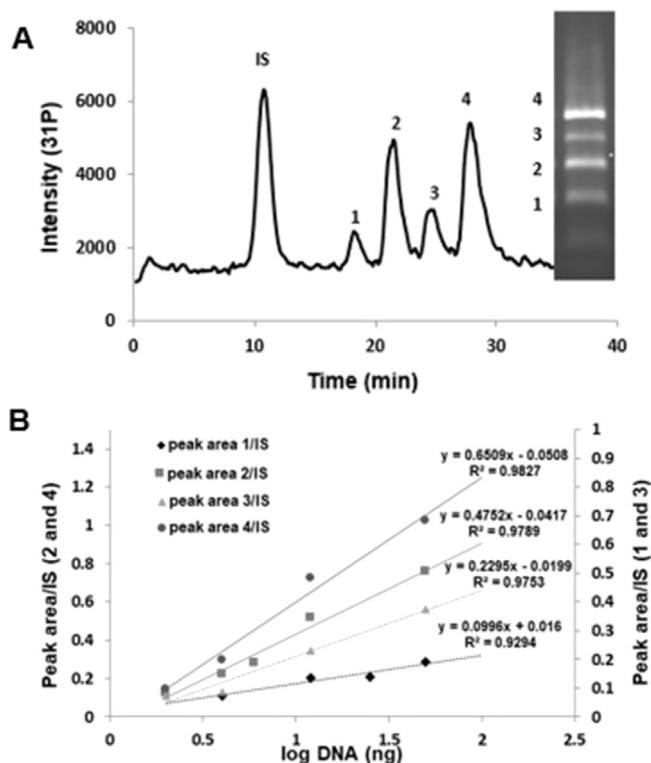 A
Intensity (31P)
8000
6000
4000
2000
0
IS
1
2
3
4
4
3
2
1
0
10
20
30
40
Time (min)
B
Peak area/IS (2 and 4)
1.4
1.2
1
0.8
0.6
0.4
0.2
0
peak area 1/IS
peak area 2/IS
peak area 3/IS
peak area 4/IS
y = 0.6509x - 0.0508
R² = 0.9827
y = 0.4752x - 0.0417
R² = 0.9789
y = 0.2295x - 0.0199
R² = 0.9753
y = 0.0996x + 0.016
R² = 0.9294
1
0.9
0.8
0.7
0.6
0.5
0.4
0.3
0.2
0.1
0
Peak area/IS (1 and 3)
0
0.5
1
1.5
2
2.5
log DNA (ng)